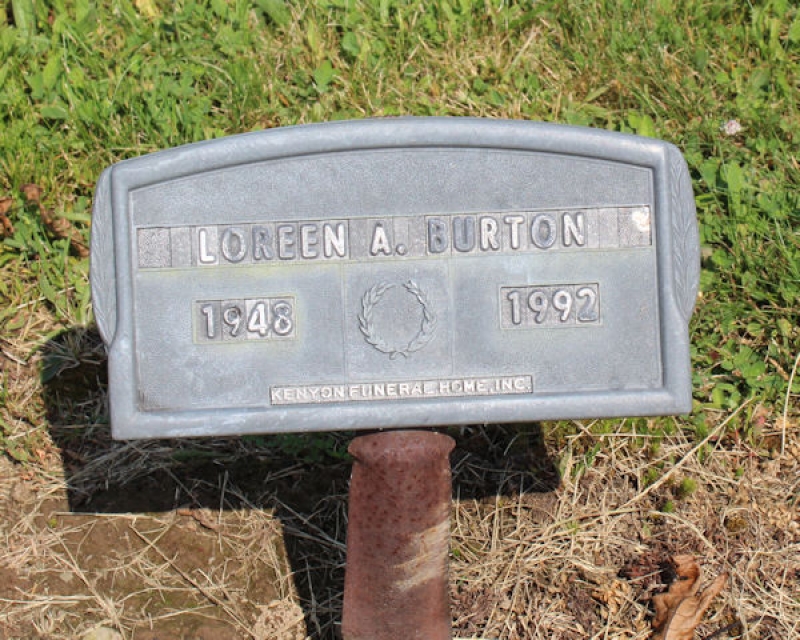 LOREEN A. BURTON
1948 1992
KENYON FUNERAL HOME, INC.